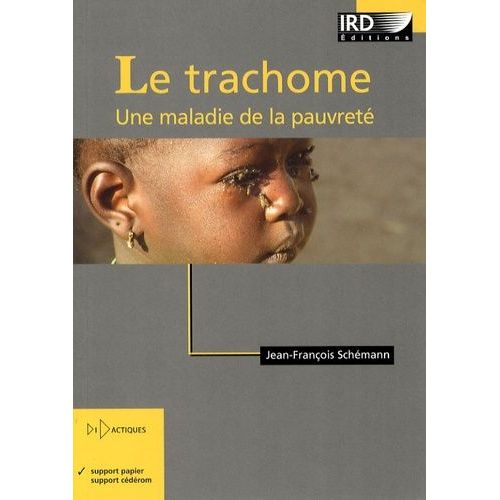 IRD
Éditions
Le trachome
Une maladie de la pauvreté
Jean-François Schémann
DIDACTIQUES
✓ support papier
support cédérom